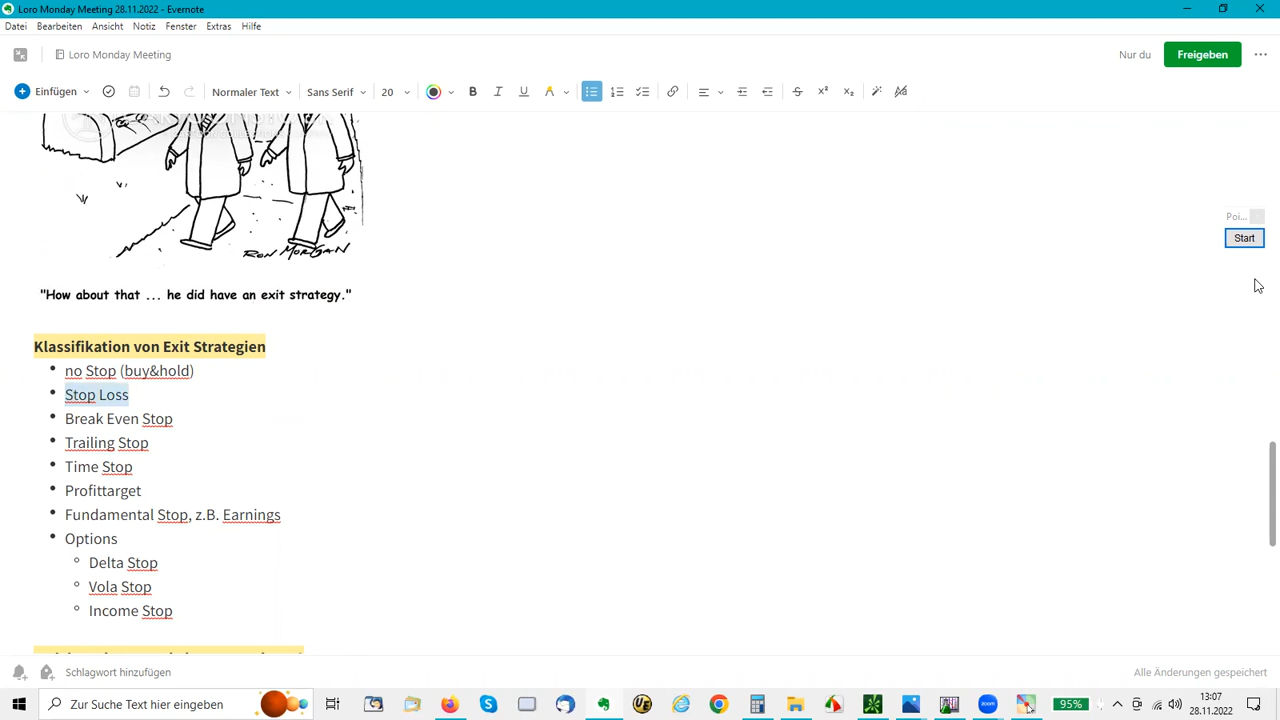 Loro Monday Meeting 28.11.2022 - Evernote
Datei Bearbeiten Ansicht Notiz Fenster Extras Hilfe
Loro Monday Meeting
Nur du
Freigeben
Einfügen
Normaler Text
Sans Serif
20
RON MORGAN
"How about that ... he did have an exit strategy."
Poi...
Start
Klassifikation von Exit Strategien
no Stop (buy&hold)
Stop Loss
Break Even Stop
Trailing Stop
Time Stop
Profittarget
Fundamental Stop, z.B. Earnings
Options
Delta Stop
Vola Stop
Income Stop
Schlagwort hinzufügen
Alle Änderungen gespeichert
Zur Suche Text hier eingeben
zoom
95%
13:07
28.11.2022